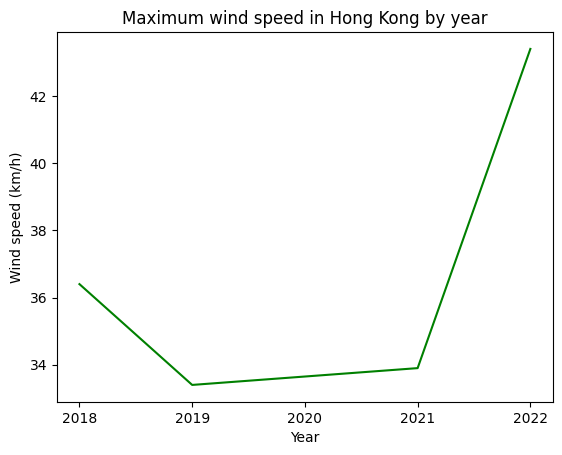 Maximum wind speed in Hong Kong by year
Wind speed (km/h)
42
40
38
36
34
2018 2019 2020 2021 2022
Year